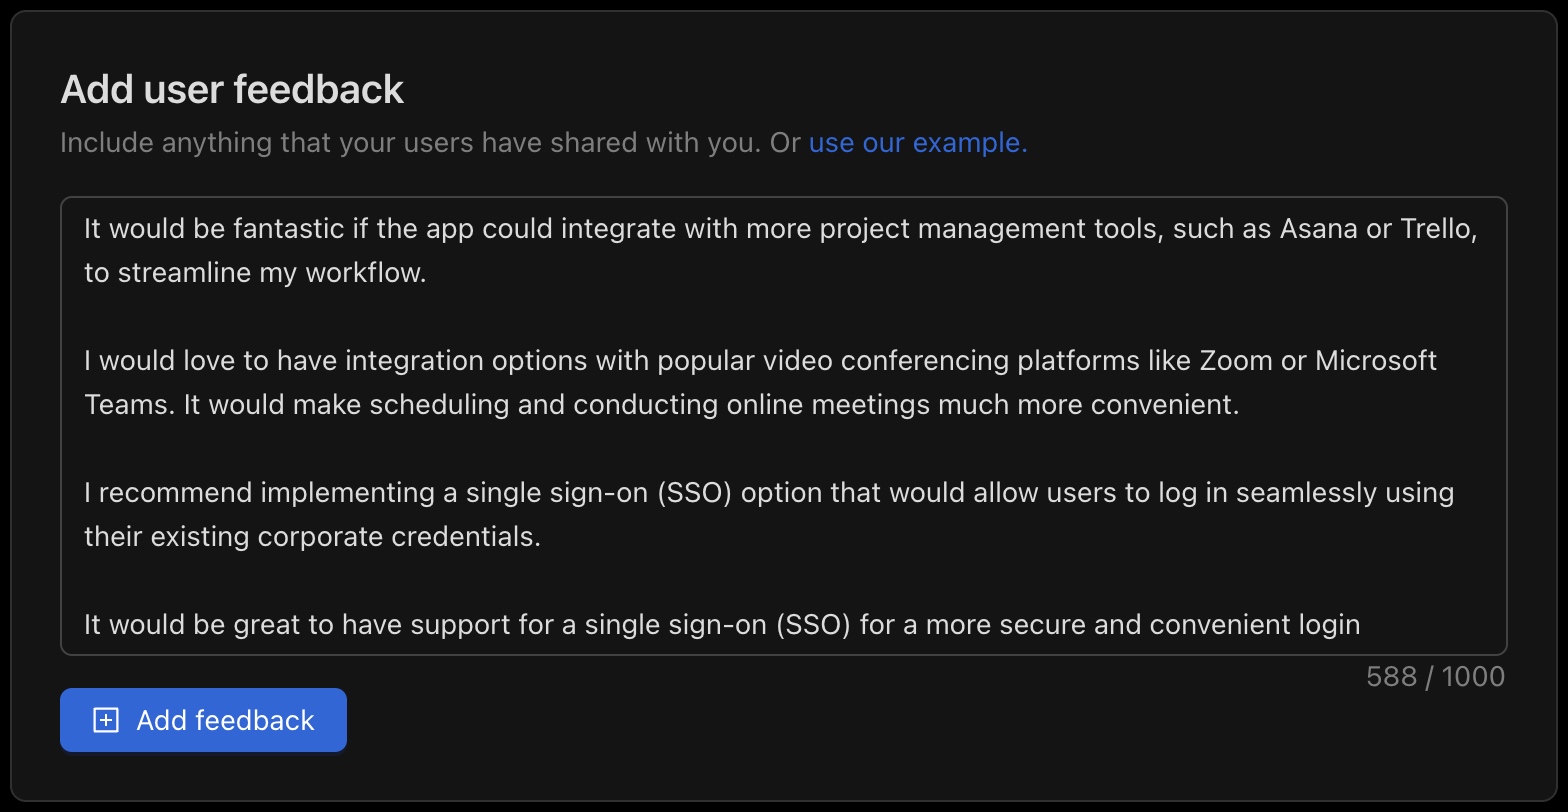 Add user feedback
Include anything that your users have shared with you. Or use our example.
It would be fantastic if the app could integrate with more project management tools, such as Asana or Trello,
to streamline my workflow.
I would love to have integration options with popular video conferencing platforms like Zoom or Microsoft
Teams. It would make scheduling and conducting online meetings much more convenient.
I recommend implementing a single sign-on (SSO) option that would allow users to log in seamlessly using
their existing corporate credentials.
It would be great to have support for a single sign-on (SSO) for a more secure and convenient login
588 / 1000
Add feedback